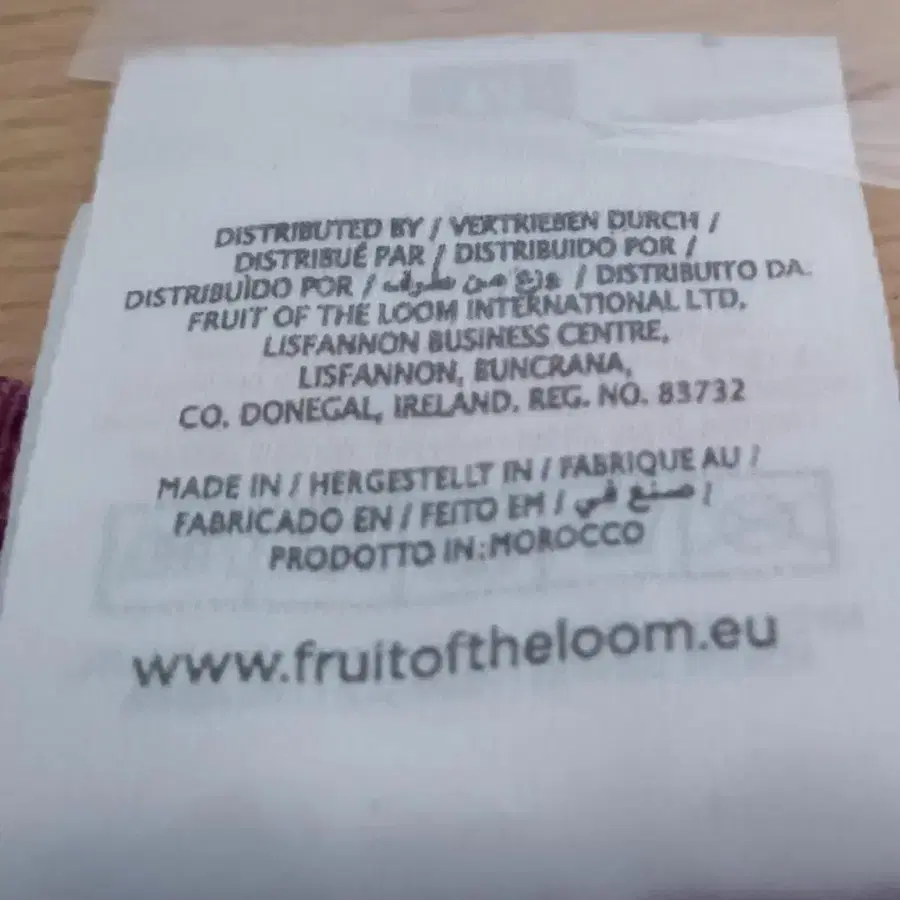 DISTRIBUTED BY / VERTRIEBEN DURCH /
DISTRIBUÉ PAR / DISTRIBUIDO POR /
DISTRIBUÍDO POR / وزع من طرف / DISTRIBUITO DA.
FRUIT OF THE LOOM INTERNATIONAL LTD.
LISFANNON BUSINESS CENTRE,
LISFANNON, BUNCRANA,
CO. DONEGAL, IRELAND. REG. NO. 83732
MADE IN / HERGESTELLT IN / FABRIQUE AU /
FABRICADO EN / FEITO EM / صنع في /
PRODOTTO IN:MOROCCO
www.fruitoftheloom.eu